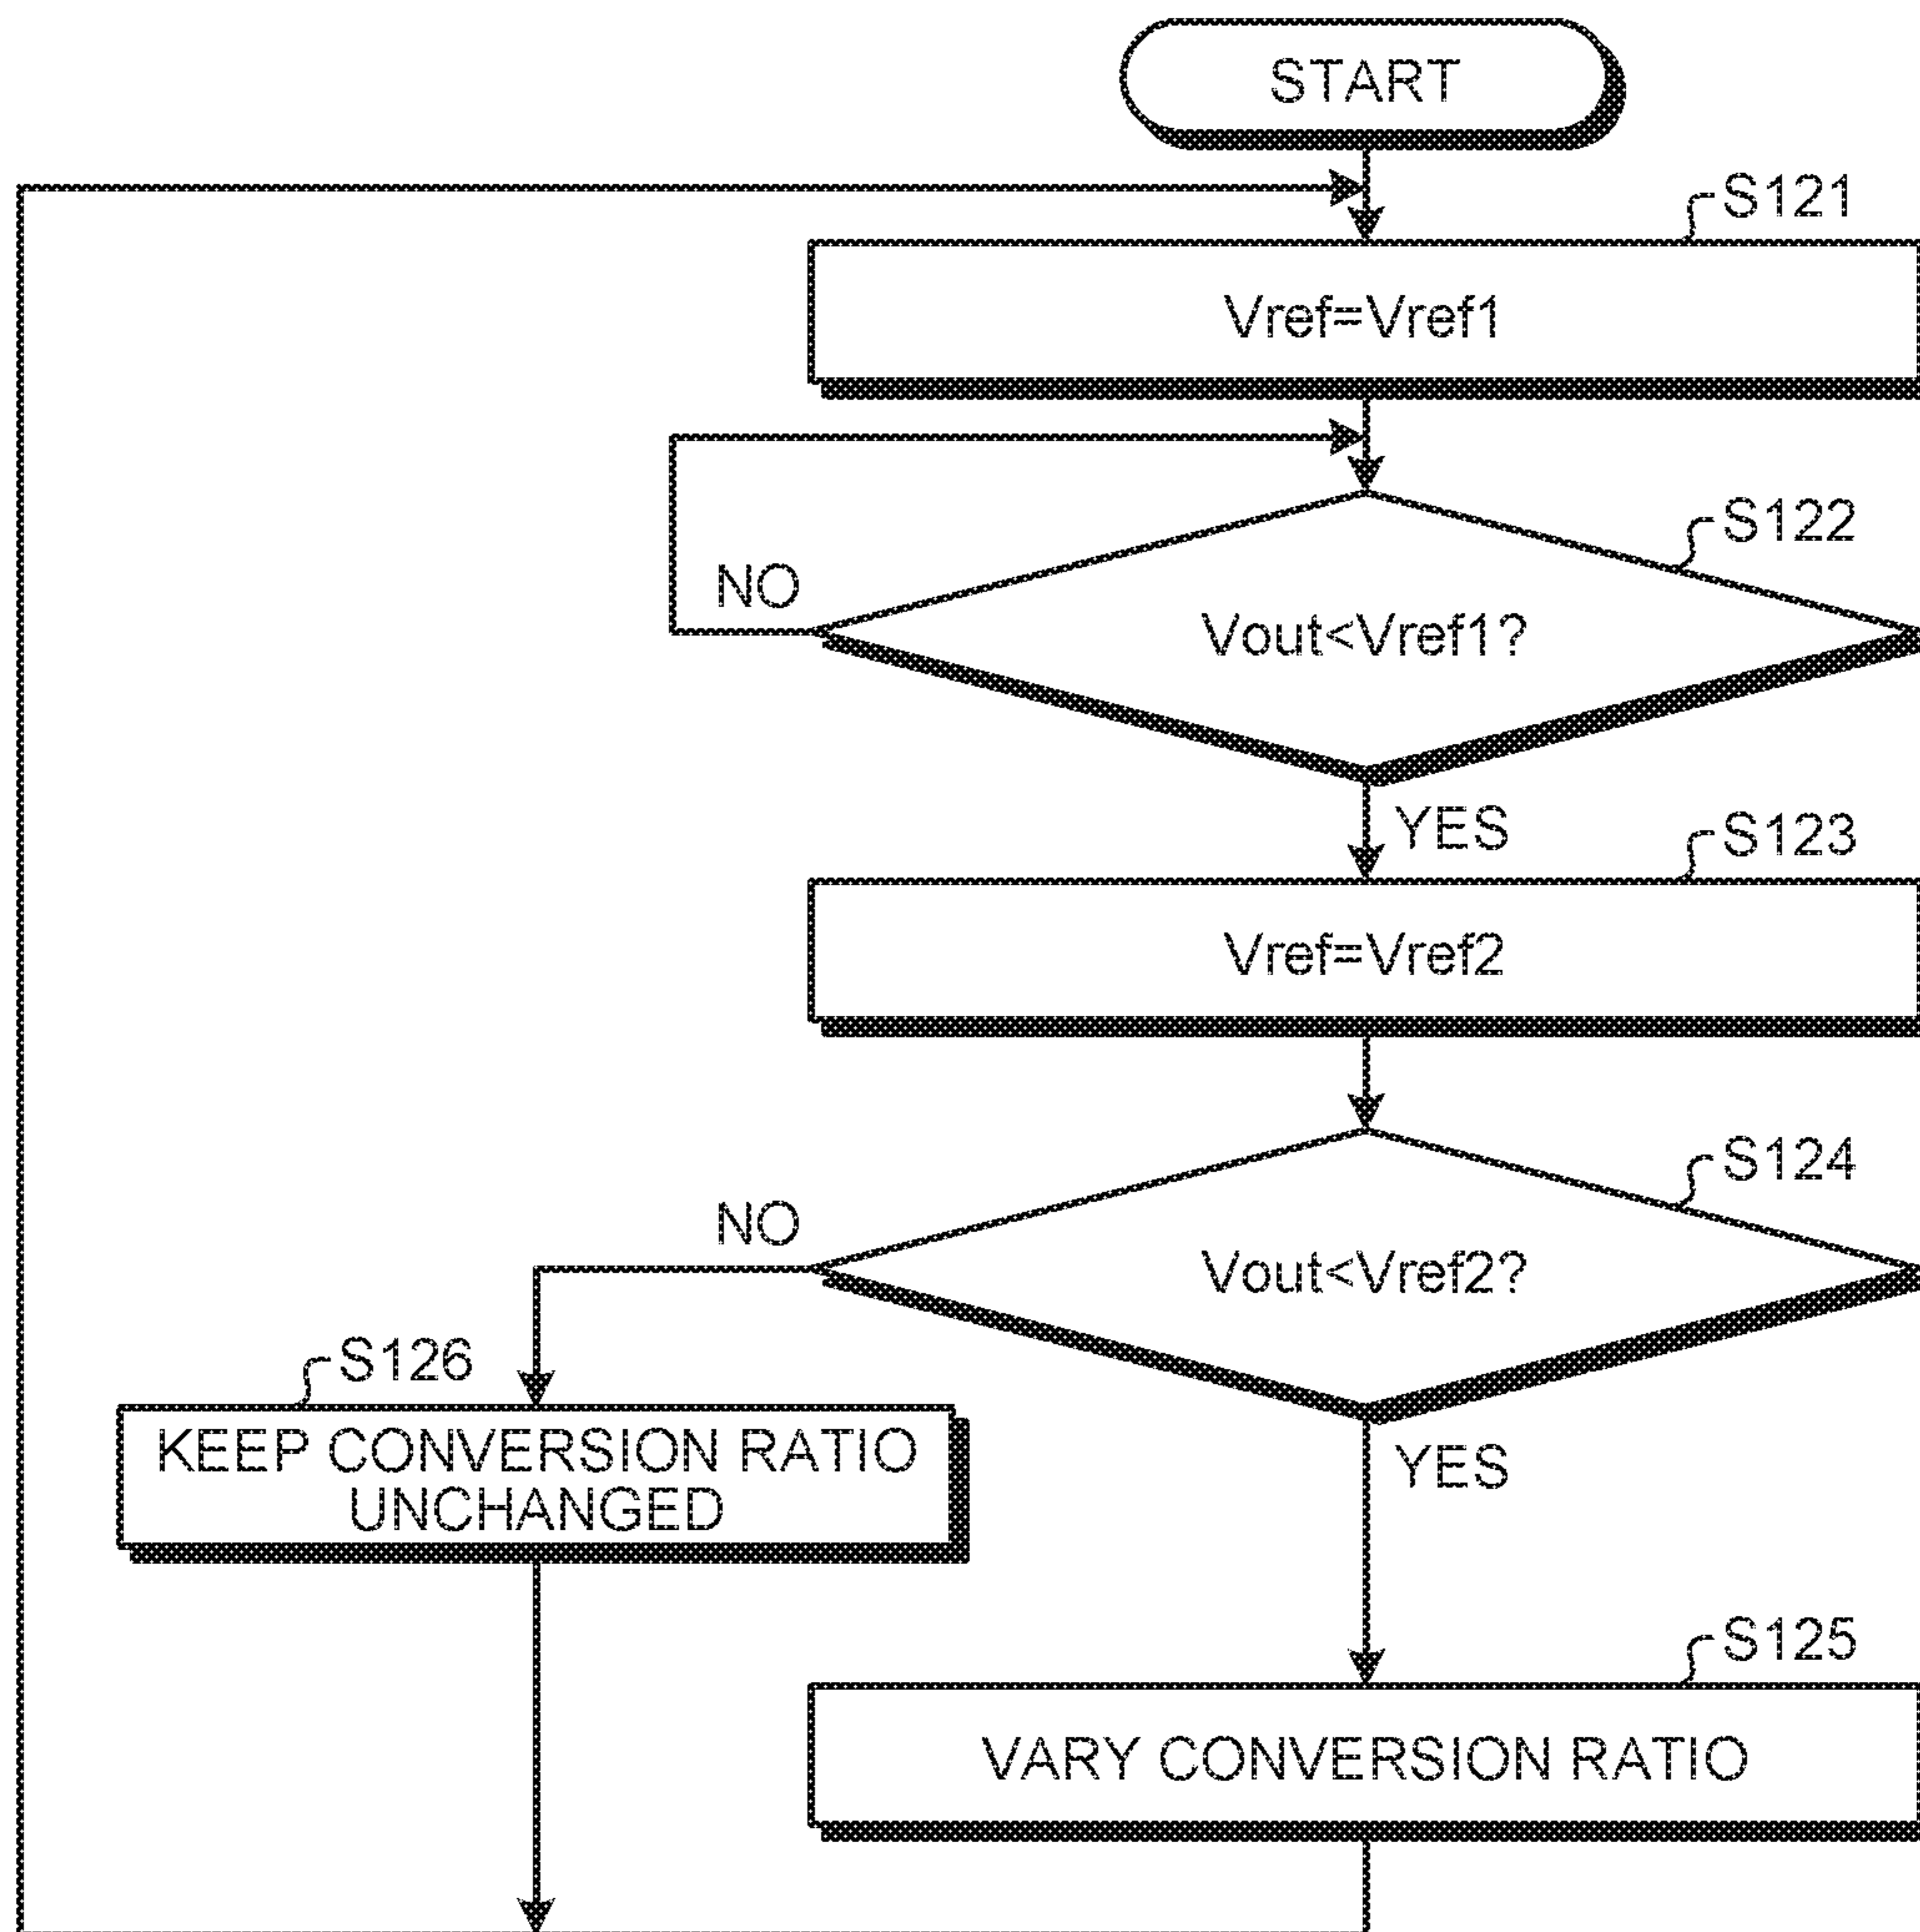 START
S121
Vref=Vref1
S122
NO
Vout<Vref1?
YES
S123
Vref=Vref2
S124
NO
Vout<Vref2?
S126
KEEP CONVERSION RATIO
UNCHANGED
YES
S125
VARY CONVERSION RATIO